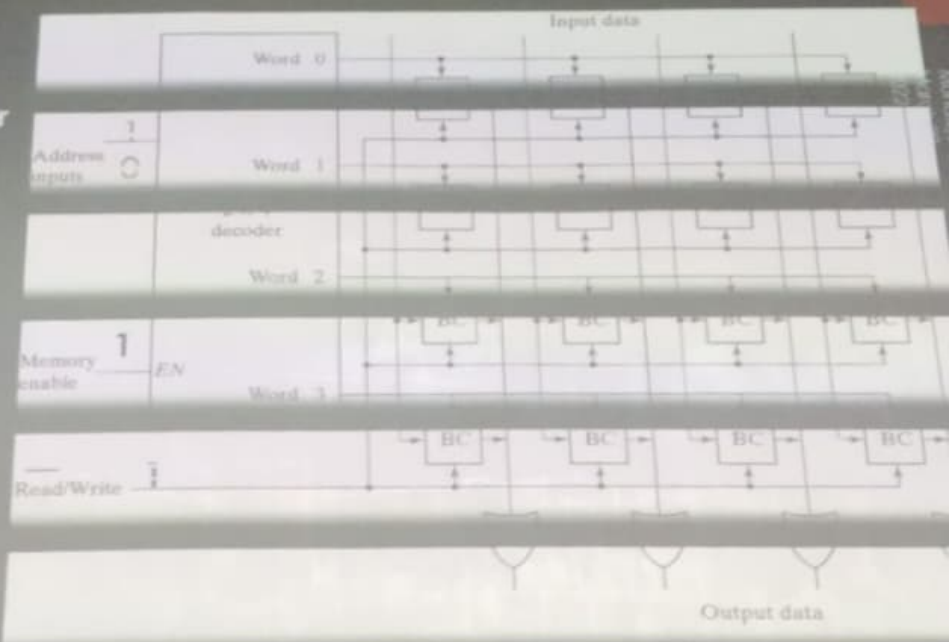 Input data
Word 0
1
Address
inputs
0
Word 1
decoder
Word 2
BC BC BC BC
1
Memory
enable
EN
Word 3
BC BC BC BC
Read/Write
1
Output data